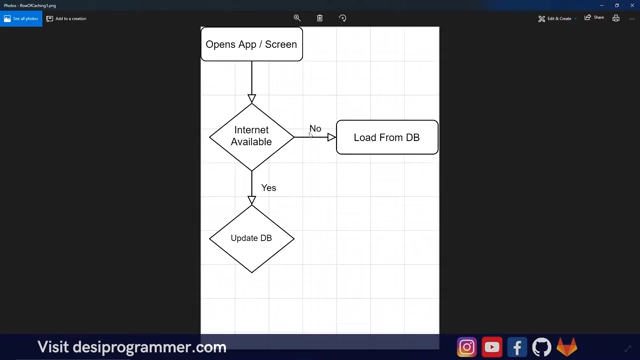 Photos - FlowOfCaching1.png
See all photos
Add to a creation
Edit & Create
Share
Opens App / Screen
Internet
Available
No
Load From DB
Yes
Update DB
Visit desiprogrammer.com